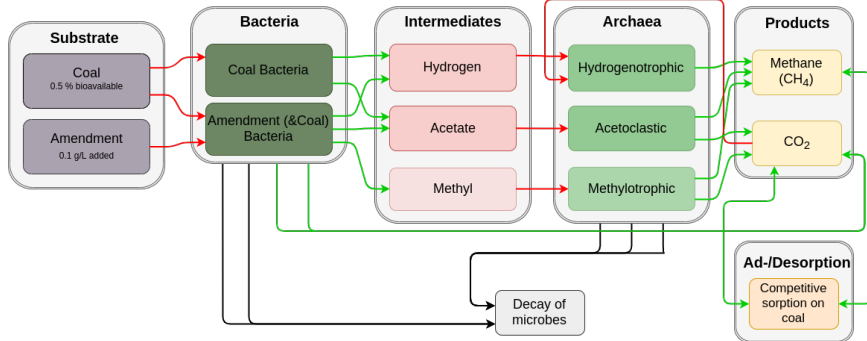 Substrate
Coal
0.5 % bioavailable
Amendment
0.1 g/L added
Bacteria
Coal Bacteria
Amendment (&Coal)
Bacteria
Intermediates
Hydrogen
Acetate
Methyl
Archaea
Hydrogenotrophic
Acetoclastic
Methylotrophic
Products
Methane
(CH₄)
CO₂
Ad-/Desorption
Competitive
sorption on
coal
Decay of
microbes